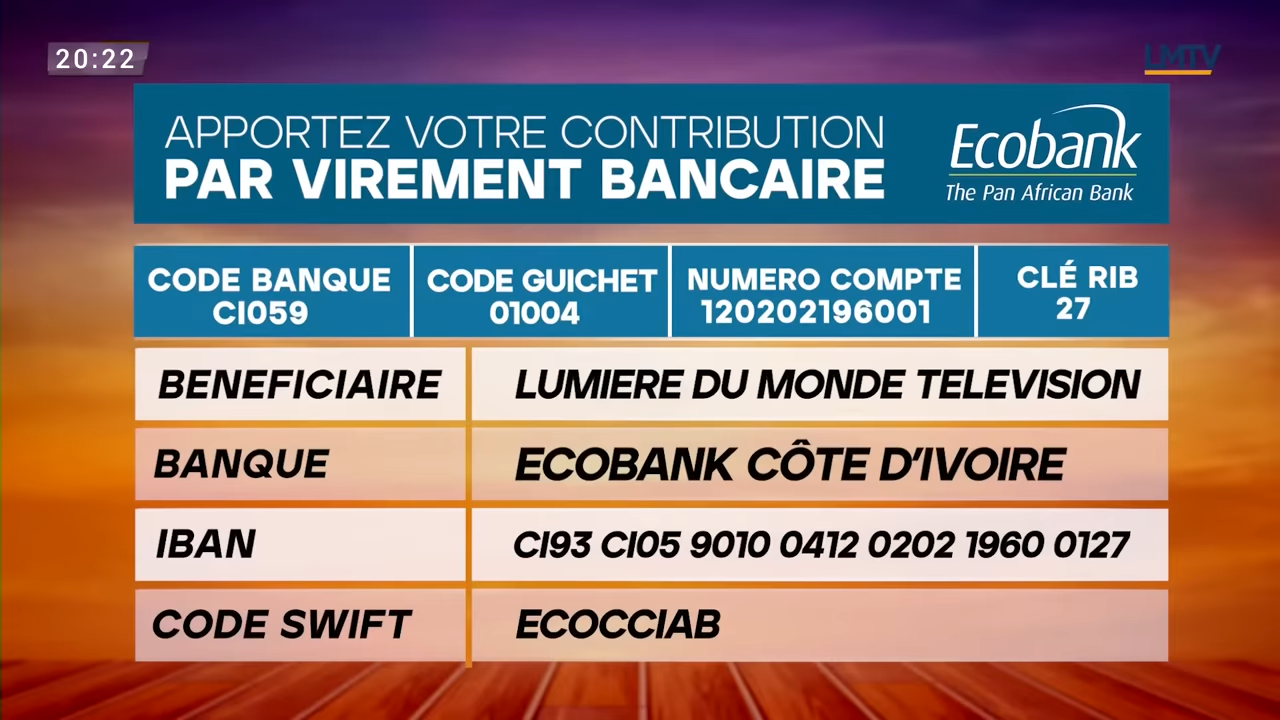 20:22
LMTV
APPORTEZ VOTRE CONTRIBUTION
PAR VIREMENT BANCAIRE
Ecobank
The Pan African Bank
CODE BANQUE
CI059
CODE GUICHET
01004
NUMERO COMPTE
120202196001
CLÉ RIB
27
BENEFICIAIRE
LUMIERE DU MONDE TELEVISION
BANQUE
ECOBANK CÔTE D'IVOIRE
IBAN
CI93 CI05 9010 0412 0202 1960 0127
CODE SWIFT
ECOCCIAB